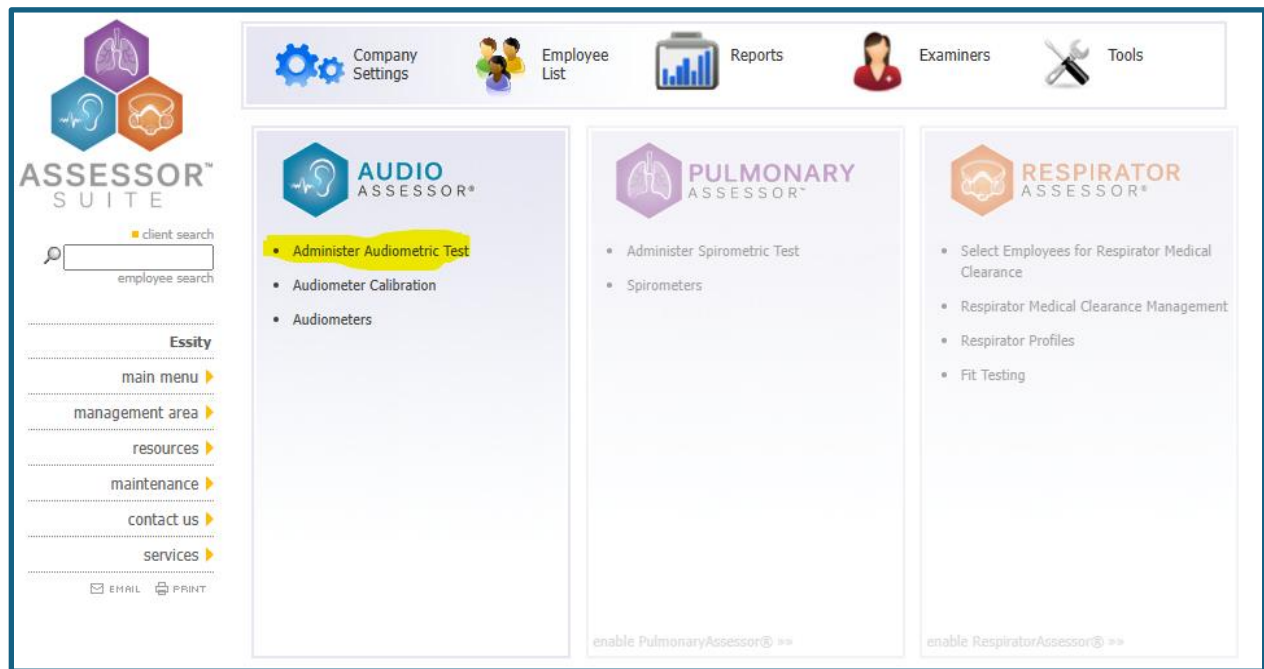 Company
Settings
Employee
List
Reports
Examiners
Tools
ASSESSOR™
SUITE
client search
employee search
Essity
main menu
management area
resources
maintenance
contact us
services
EMAIL PRINT
AUDIO
ASSESSOR®
• Administer Audiometric Test
• Audiometer Calibration
• Audiometers
PULMONARY
ASSESSOR™
• Administer Spirometric Test
• Spirometers
enable PulmonaryAssessor® »»
RESPIRATOR
ASSESSOR®
• Select Employees for Respirator Medical
Clearance
• Respirator Medical Clearance Management
• Respirator Profiles
• Fit Testing
enable RespiratorAssessor® »»